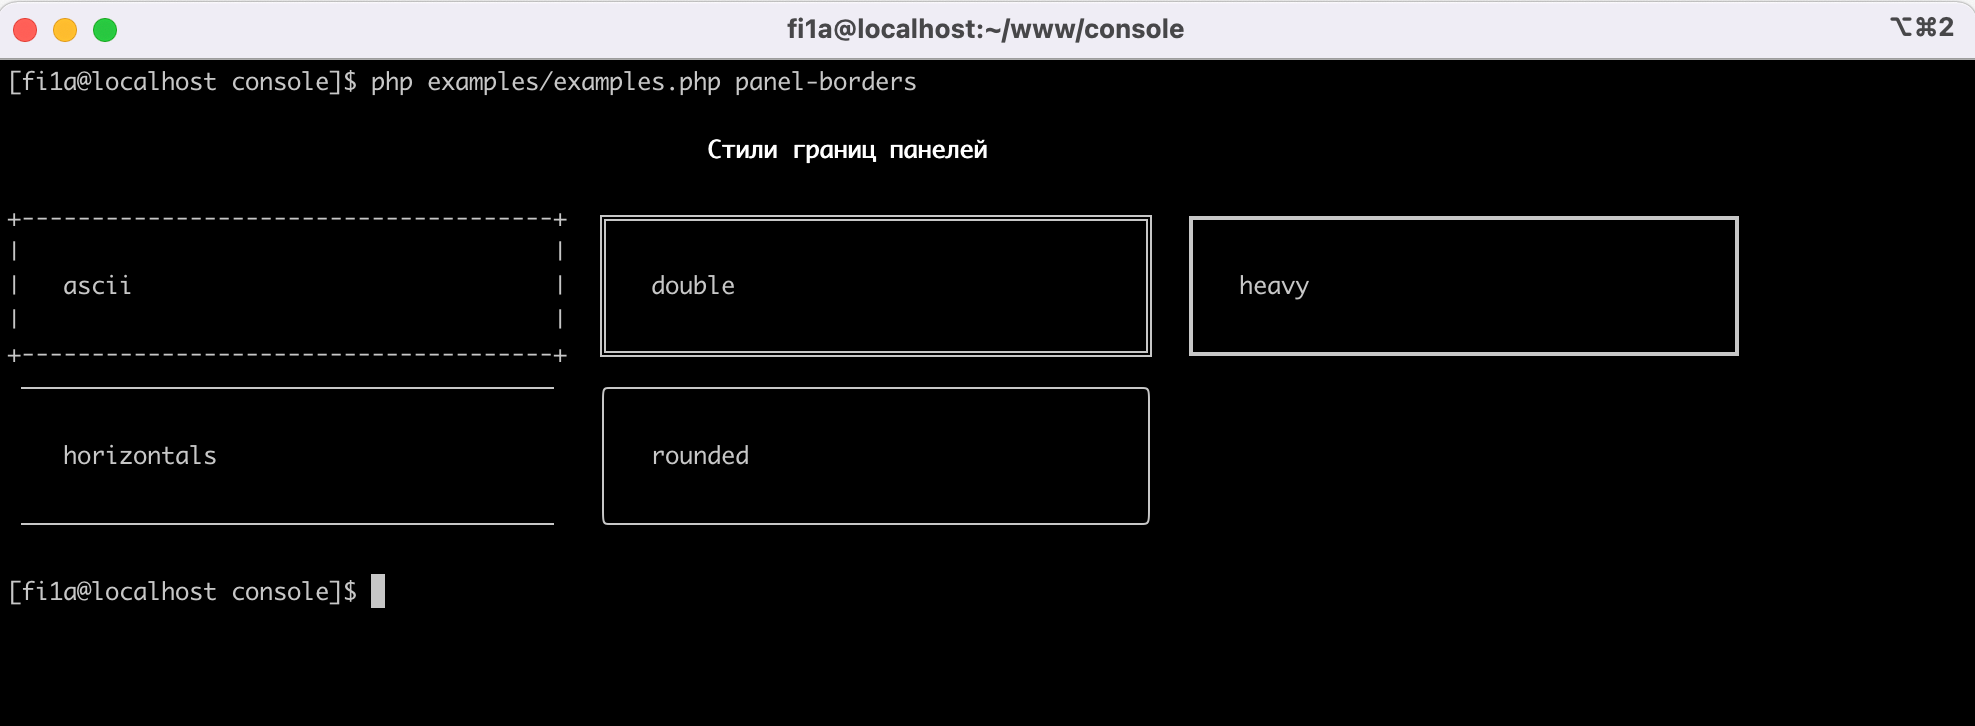 fi1a@localhost:~/www/console
⌥⌘2
[fi1a@localhost console]$ php examples/examples.php panel-borders
Стили границ панелей
ascii
double
heavy
horizontals
rounded
[fi1a@localhost console]$